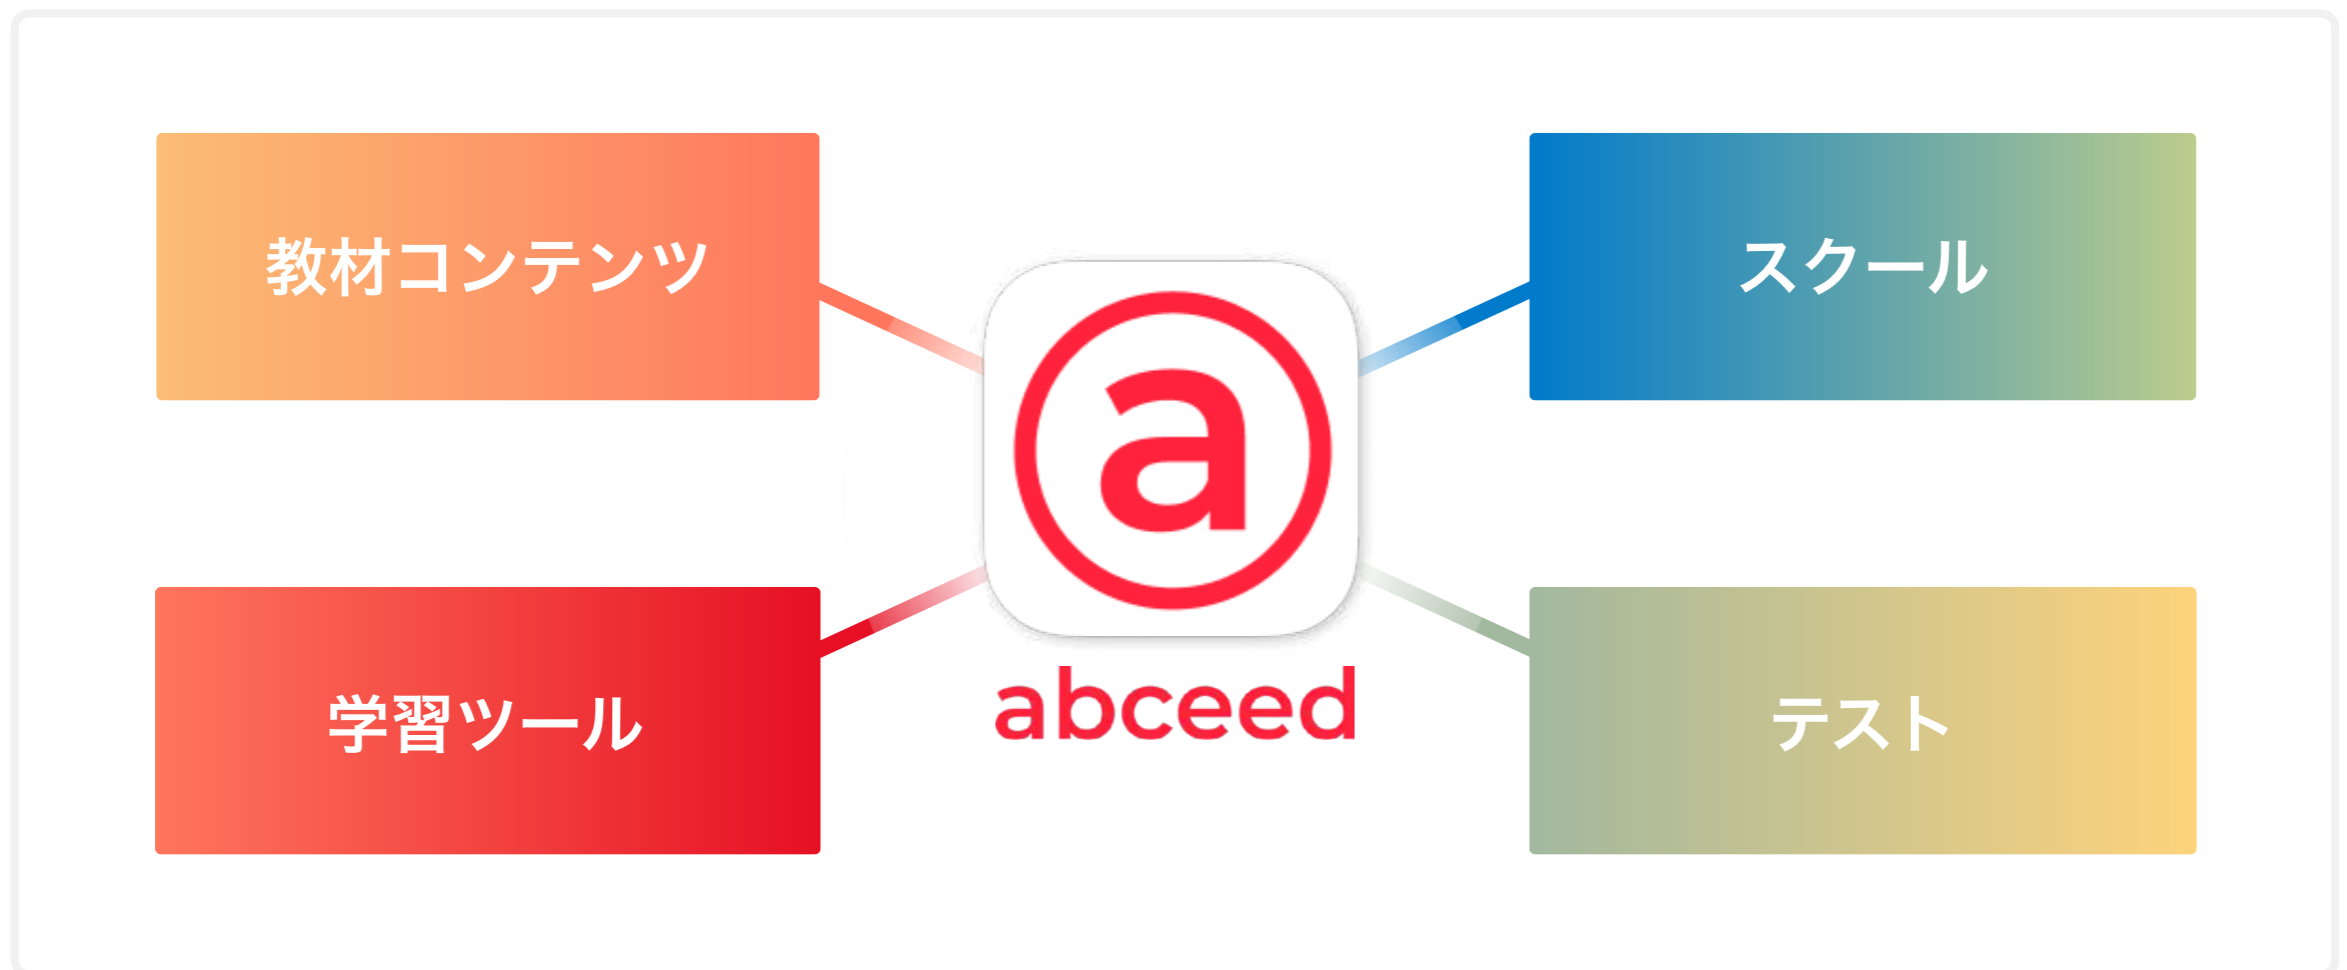 教材コンテンツ
スクール
a
abceed
学習ツール
テスト